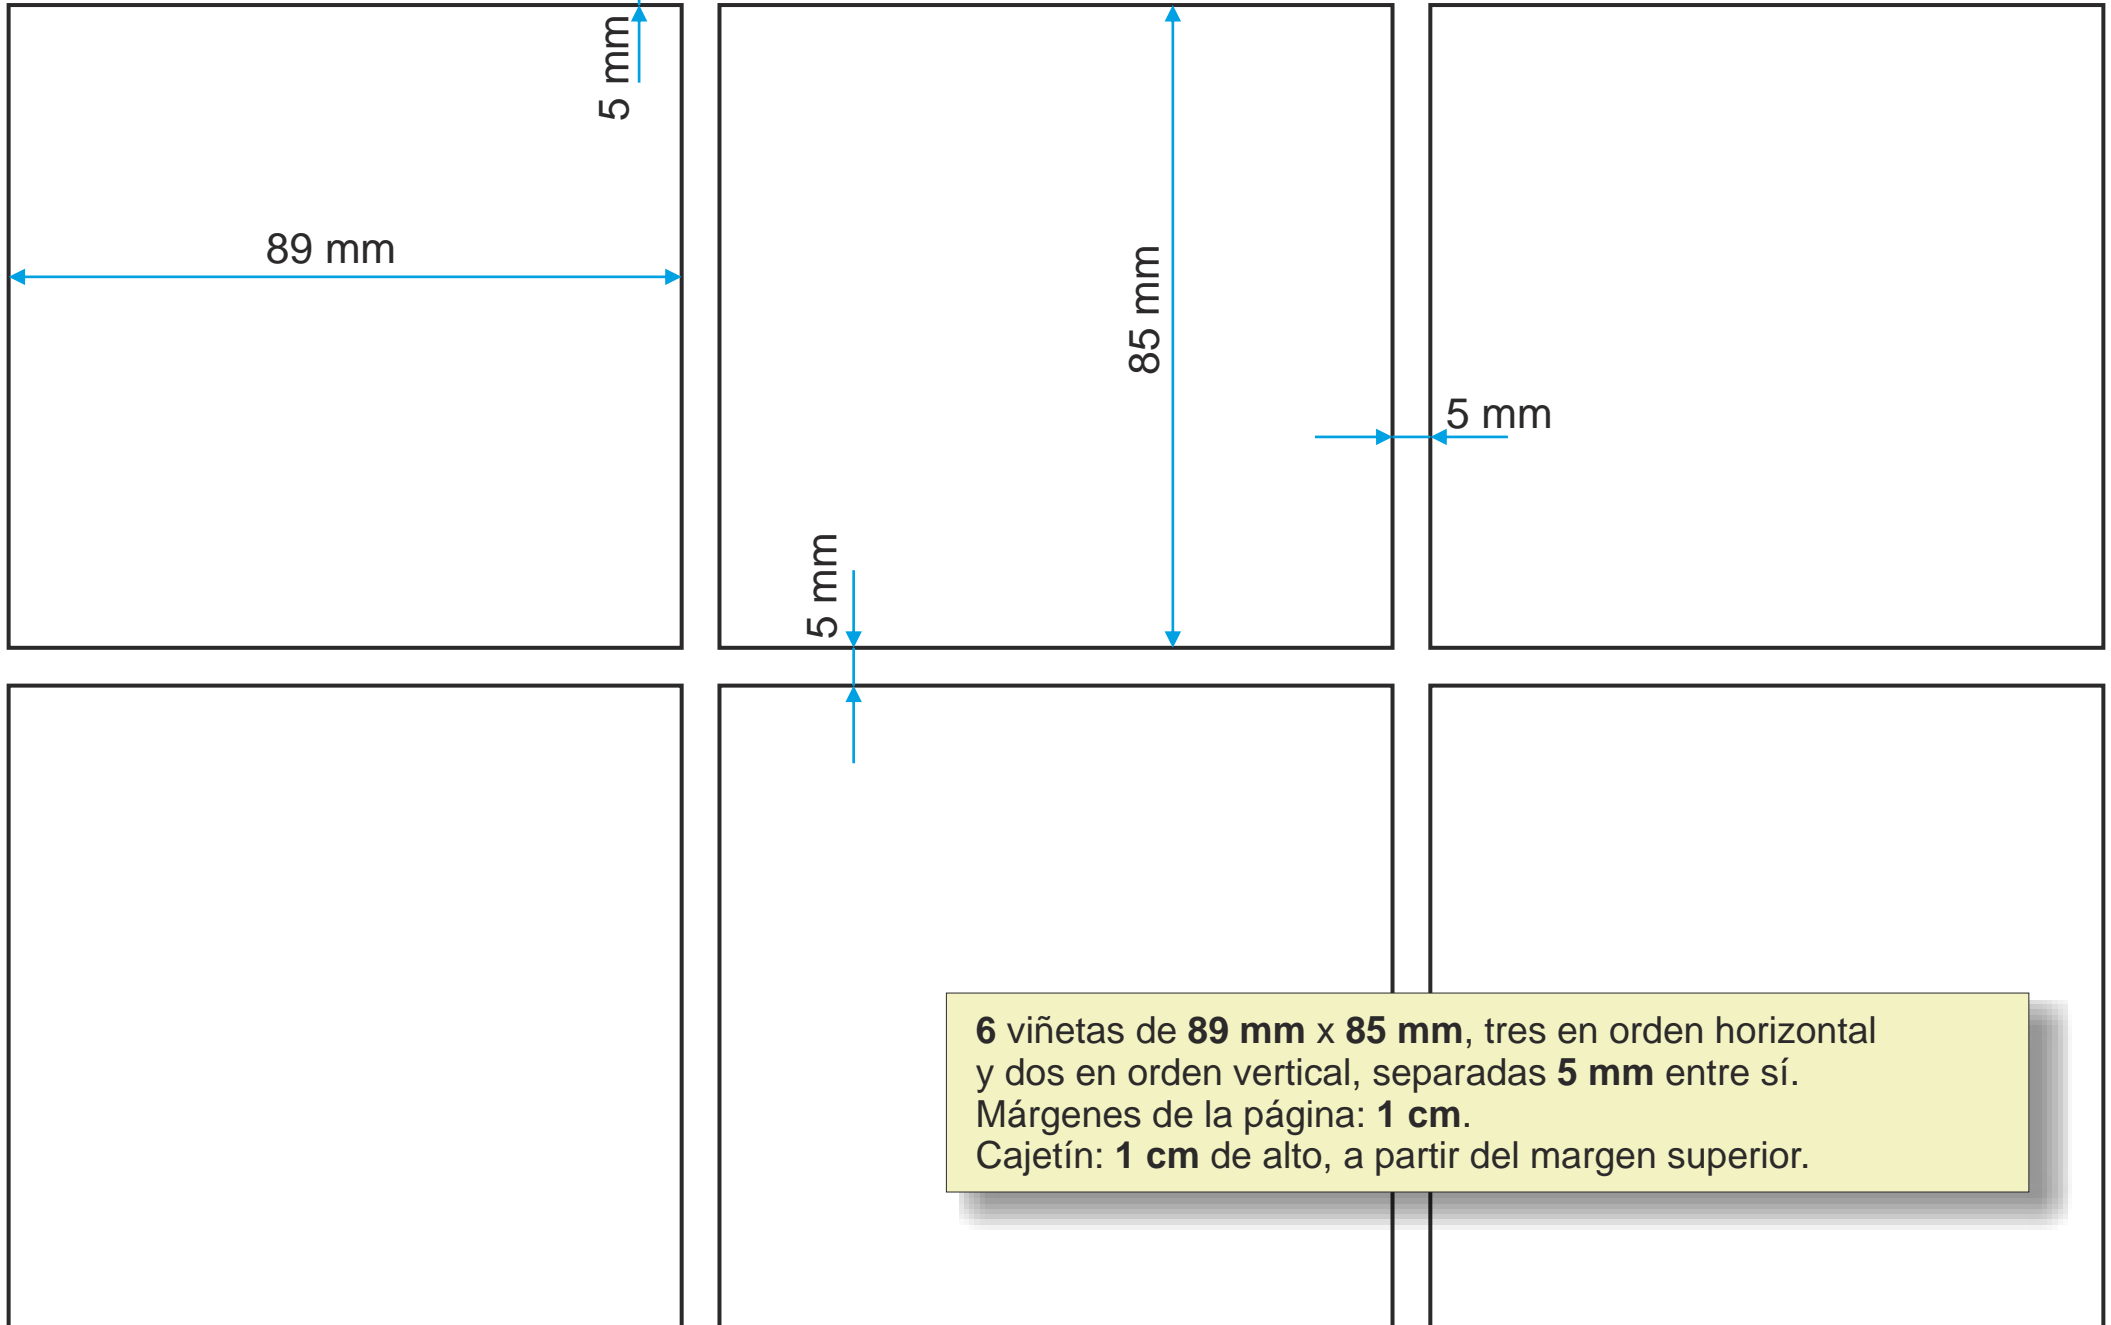 5 mm
89 mm
85 mm
5 mm
5 mm
6 viñetas de 89 mm x 85 mm, tres en orden horizontal
y dos en orden vertical, separadas 5 mm entre sí.
Márgenes de la página: 1 cm.
Cajetín: 1 cm de alto, a partir del margen superior.